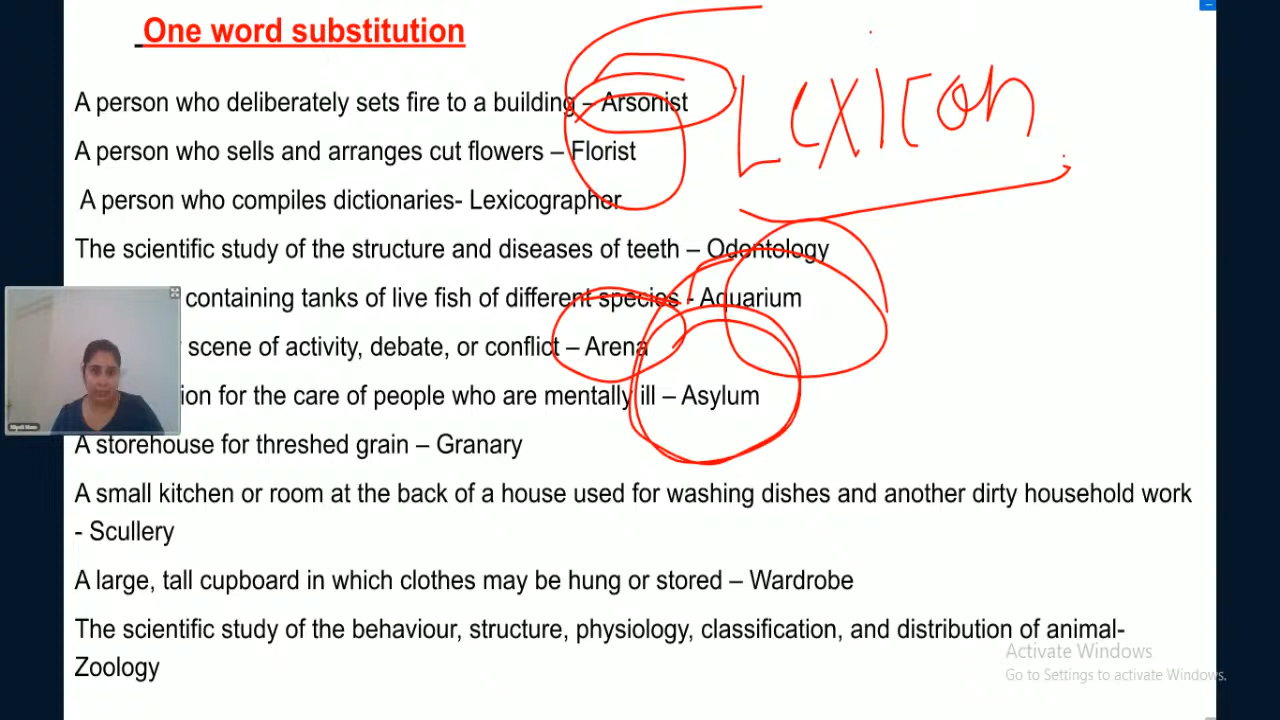 One word substitution
A person who deliberately sets fire to a building – Arsonist
Lexicon
A person who sells and arranges cut flowers – Florist
A person who compiles dictionaries- Lexicographer
The scientific study of the structure and diseases of teeth – Odontology
containing tanks of live fish of different species - Aquarium
scene of activity, debate, or conflict – Arena
ion for the care of people who are mentally ill – Asylum
A storehouse for threshed grain – Granary
A small kitchen or room at the back of a house used for washing dishes and another dirty household work
- Scullery
A large, tall cupboard in which clothes may be hung or stored – Wardrobe
The scientific study of the behaviour, structure, physiology, classification, and distribution of animal-
Zoology
Activate Windows
Go to Settings to activate Windows.